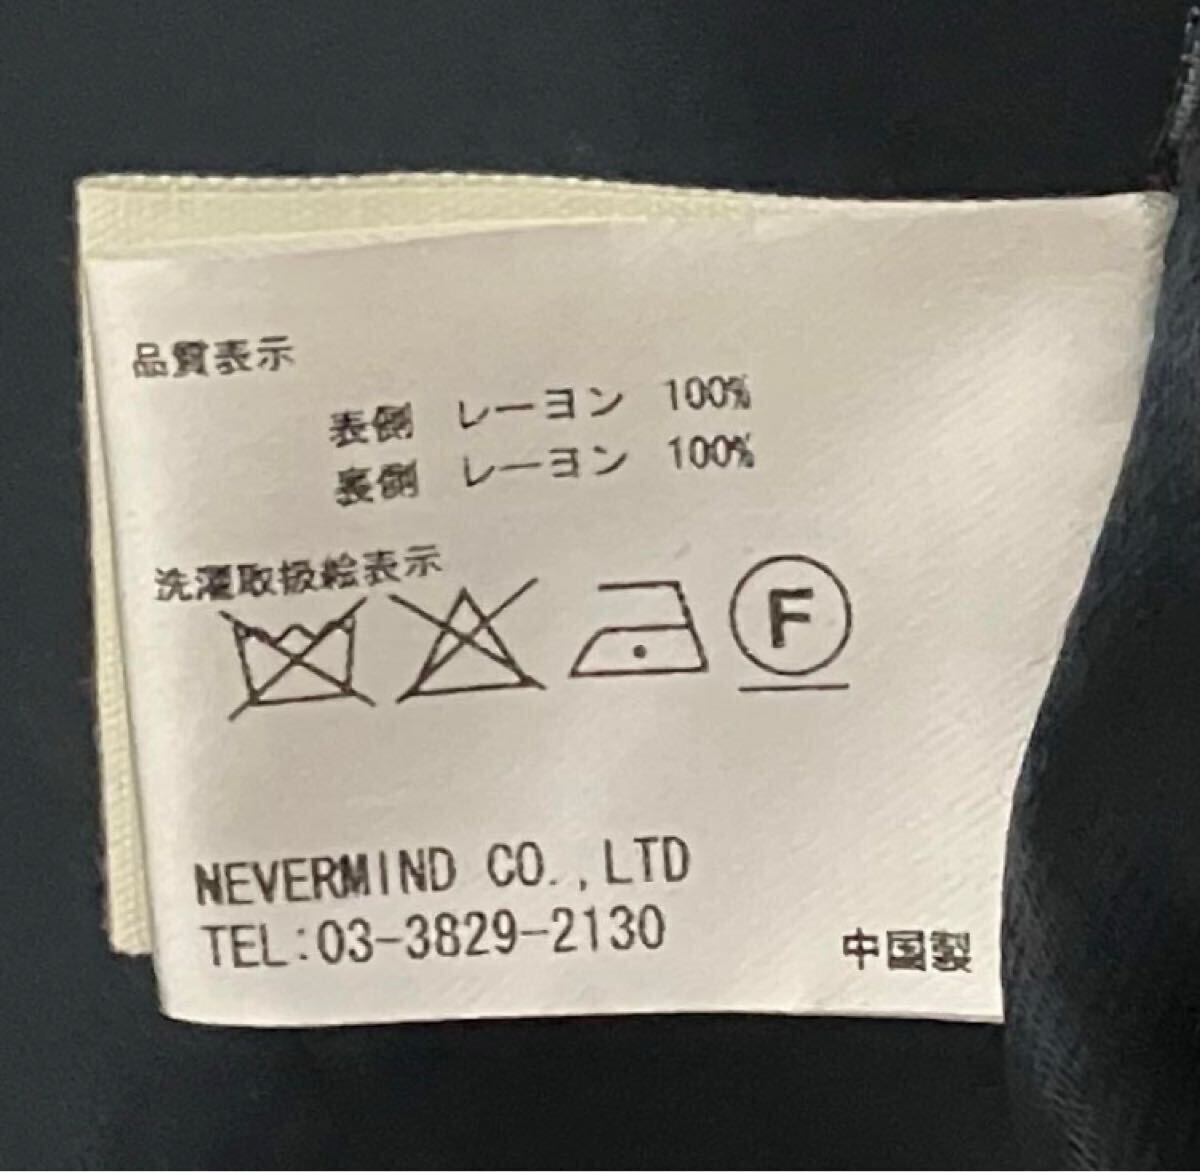 品質表示
表側 レーヨン 100%
裏側 レーヨン 100%
洗濯取扱絵表示
F
NEVERMIND CO.,LTD
TEL:03-3829-2130
中国製